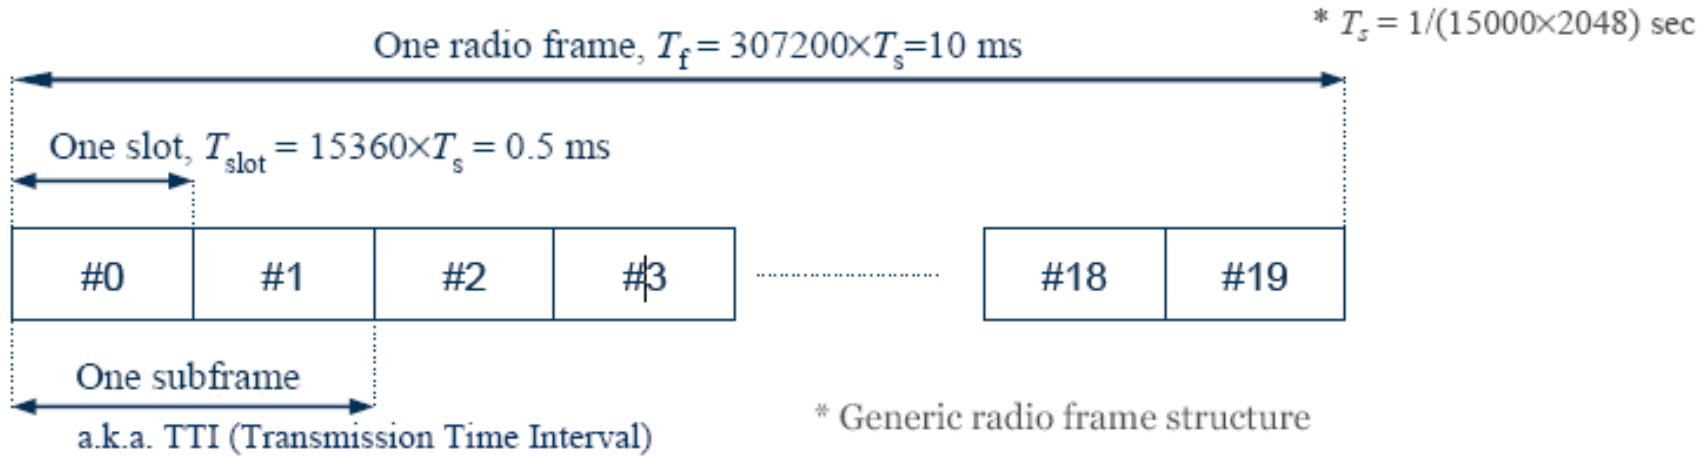 * Ts = 1/(15000×2048) sec
One radio frame, Tf = 307200×Ts=10 ms
One slot, Tslot = 15360×Ts = 0.5 ms
#0 #1 #2 #3 #18 #19
One subframe
* Generic radio frame structure
a.k.a. TTI (Transmission Time Interval)